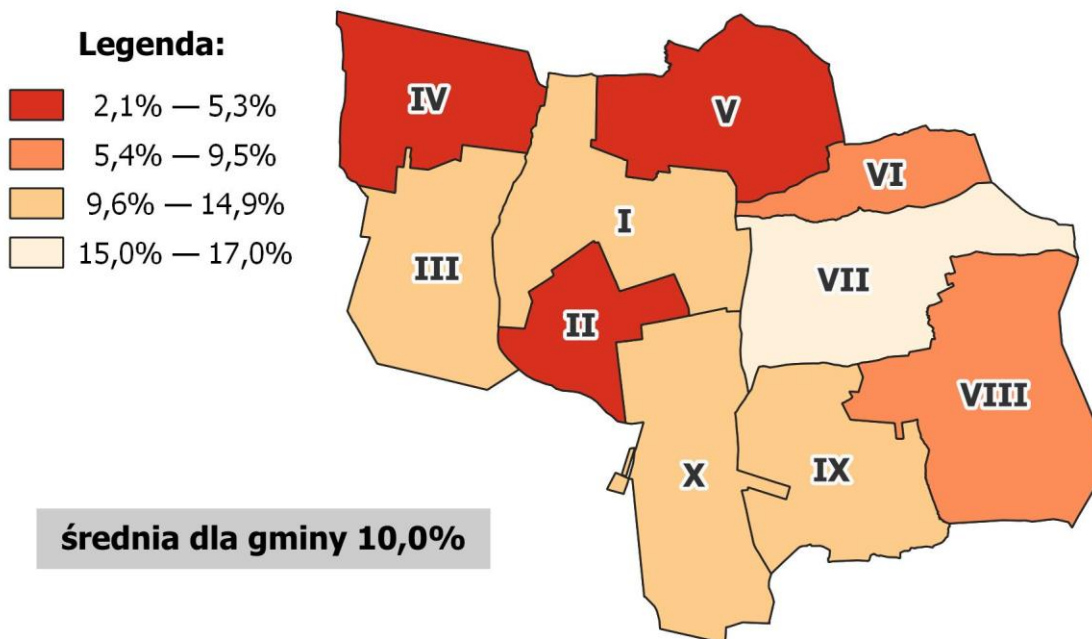 Legenda:
2,1% — 5,3%
5,4% — 9,5%
9,6% — 14,9%
15,0% — 17,0%
IV
V
VI
I
III
VII
II
VIII
IX
X
średnia dla gminy 10,0%